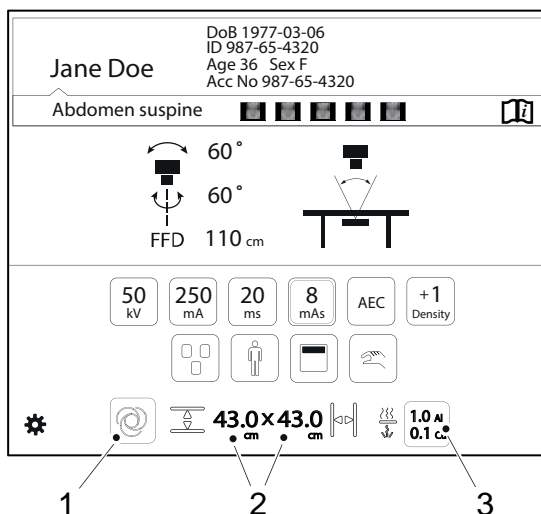 DoB 1977-03-06
ID 987-65-4320
Jane Doe
Age 36 Sex F
Acc No 987-65-4320
Abdomen suspine
i
60°
60°
FFD 110 cm
50 kV
250 mA
20 ms
8 mAs
AEC
+1 Density
43.0 cm x 43.0 cm
1.0 Al
0.1 Cu
1 2 3